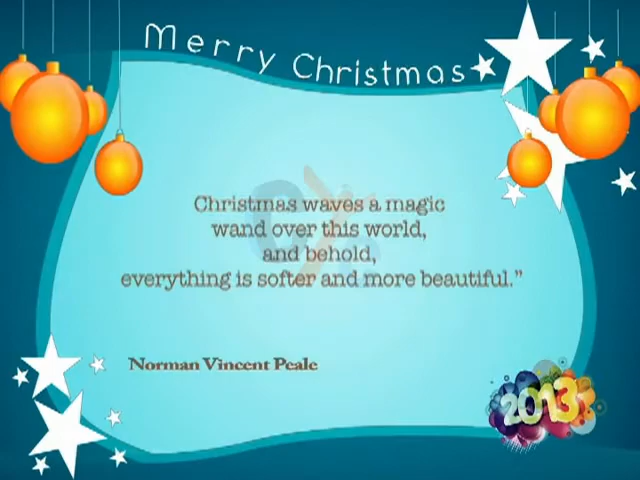 Merry Christmas
Christmas waves a magic
wand over this world,
and behold,
everything is softer and more beautiful.”
Norman Vincent Peale
2013